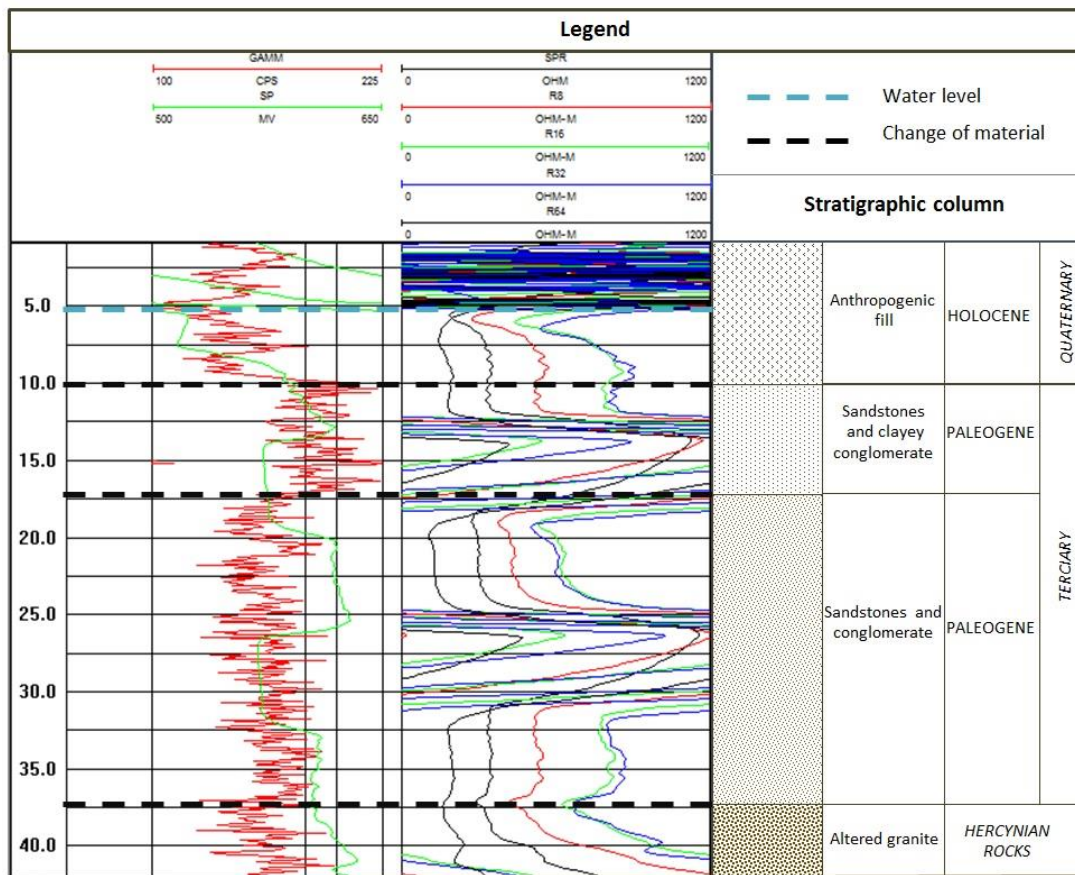 Legend
GAMM
100 CPS 225
SP
500 MV 650
SPR
0 OHM 1200
R8
0 OHM-M 1200
R16
0 OHM-M 1200
R32
0 OHM-M 1200
R64
0 OHM-M 1200
Water level
Change of material
Stratigraphic column
5.0
10.0
15.0
20.0
25.0
30.0
35.0
40.0
Anthropogenic
fill
HOLOCENE
QUATERNARY
Sandstones
and clayey
conglomerate
PALEOGENE
Sandstones and
conglomerate
PALEOGENE
TERCIARY
Altered granite
HERCYNIAN
ROCKS